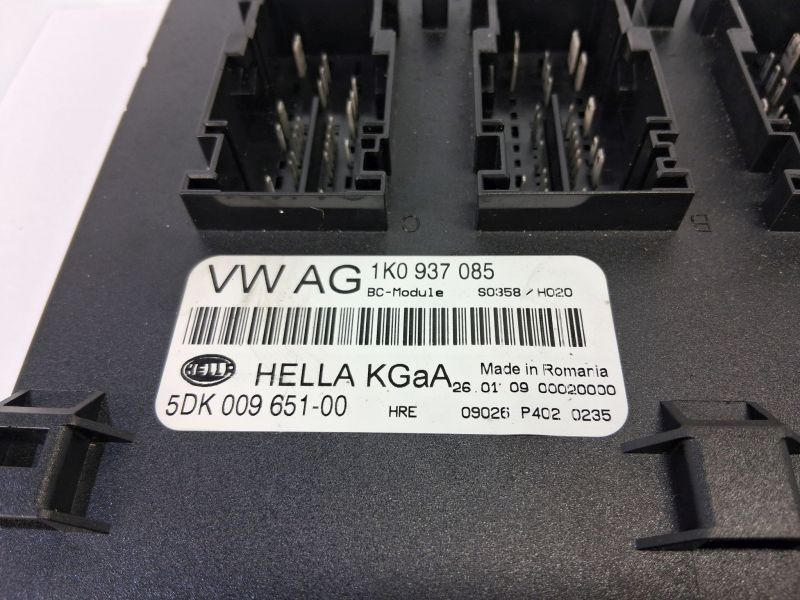 C
B
VW AG 1K0 937 085
BC-Module S0358 / H020
HELLA HELLA KGaA Made in Romania
26.01 09 00020000
5DK 009 651-00 HRE 09026 P402 0235